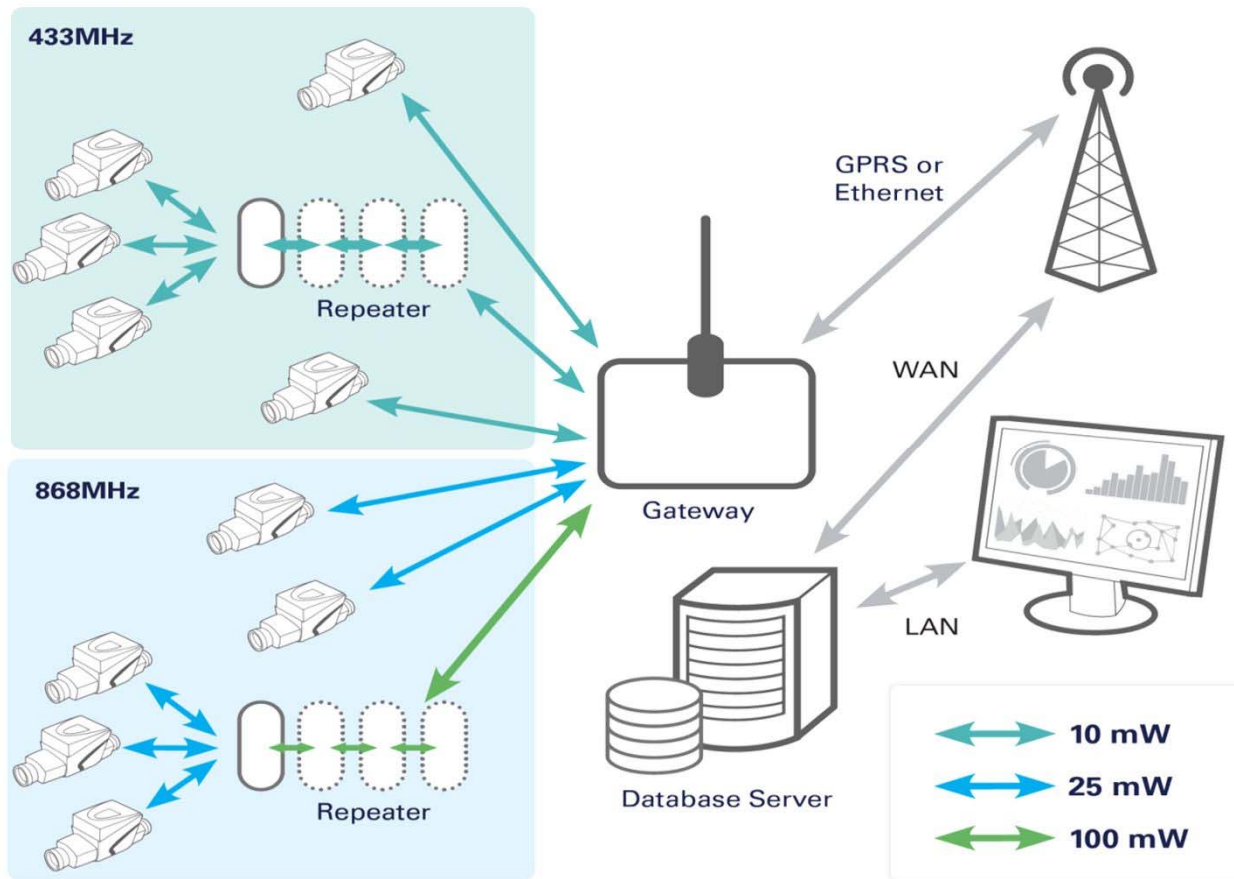 433MHz
Repeater
868MHz
Repeater
GPRS or
Ethernet
WAN
Gateway
LAN
Database Server
10 mW
25 mW
100 mW